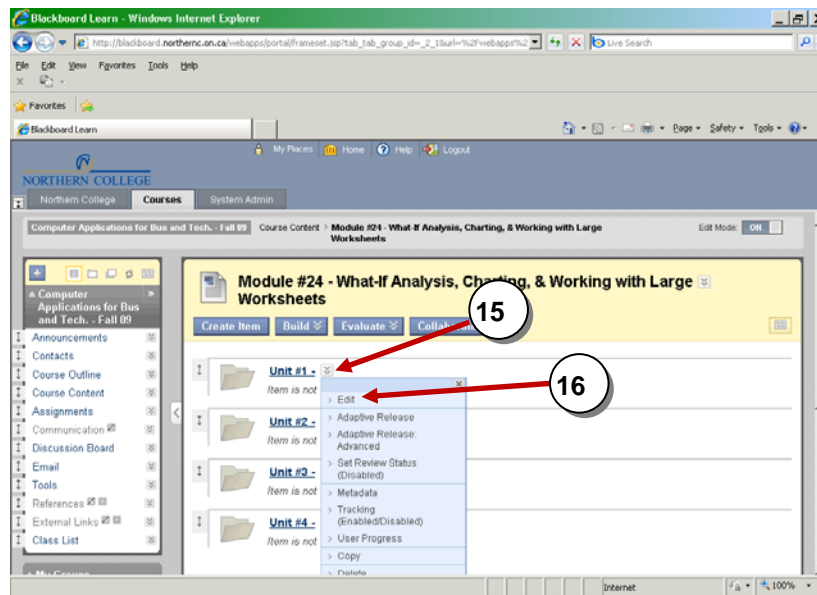 Blackboard Learn - Windows Internet Explorer
http://blackboard.northernc.on.ca/webapps/portal/frameset.jsp?tab_tab_group_id=_2_1&url=%2Fwebapps%2
Live Search
File Edit View Favorites Tools Help
x
Favorites
Blackboard Learn
Page Safety Tools
My Places Home Help Logout
NORTHERN COLLEGE
Northern College Courses System Admin
Computer Applications for Bus and Tech. - Fall 09 Course Content > Module #24 - What-If Analysis, Charting, & Working with Large Worksheets
Edit Mode: ON
Computer Applications for Bus and Tech. - Fall 09
Announcements
Contacts
Course Outline
Course Content
Assignments
Communication
Discussion Board
Email
Tools
References
External Links
Class List
Module #24 - What-If Analysis, Charting, & Working with Large
Worksheets
Create Item Build Evaluate
15
Unit #1 -
Item is not
16
Unit #2 -
Item is not
Unit #3 -
Item is not
Unit #4 -
Item is not
x
> Edit
> Adaptive Release
> Adaptive Release:
Advanced
> Set Review Status
(Disabled)
> Metadata
> Tracking
(Enabled/Disabled)
> User Progress
> Copy
Internet
100%